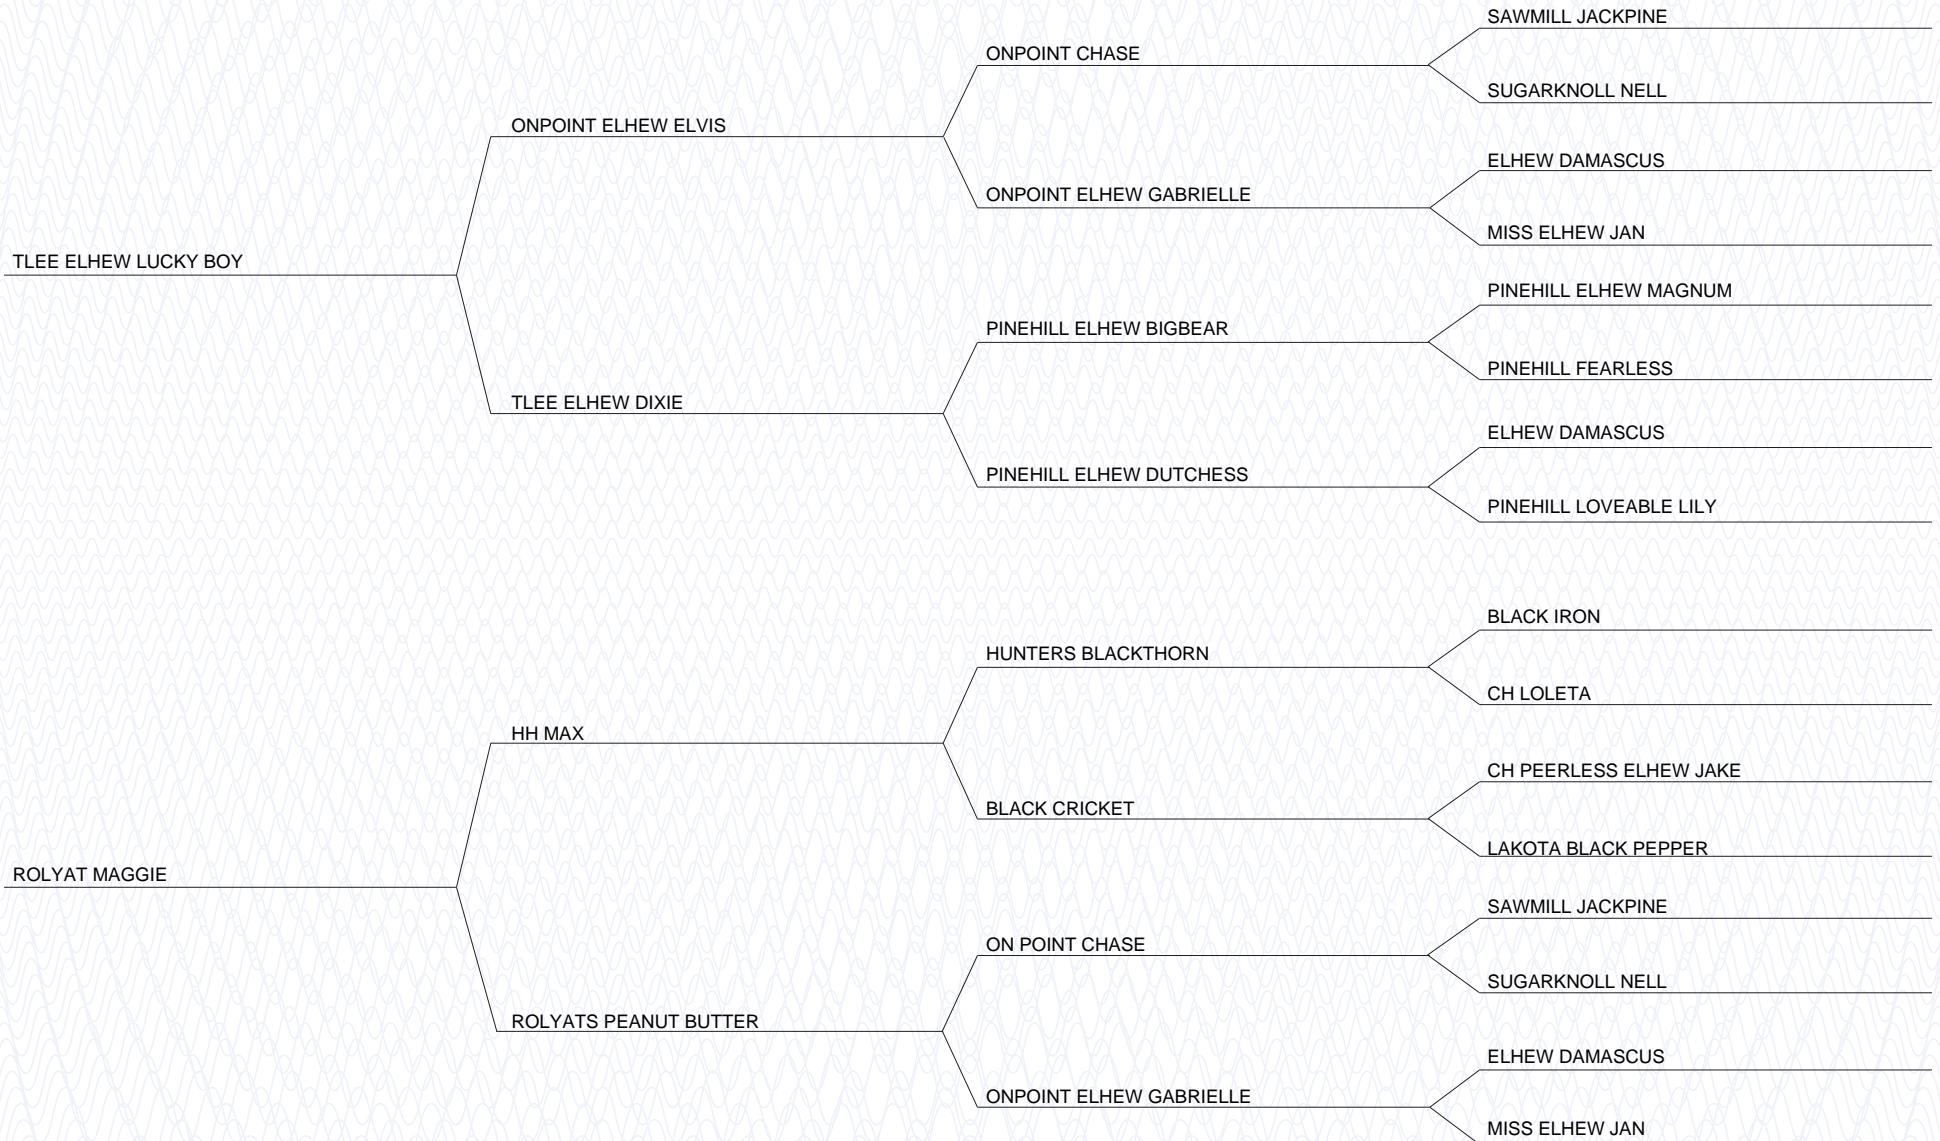 SAWMILL JACKPINE
ONPOINT CHASE
SUGARKNOLL NELL
ONPOINT ELHEW ELVIS
ELHEW DAMASCUS
ONPOINT ELHEW GABRIELLE
MISS ELHEW JAN
TLEE ELHEW LUCKY BOY
PINEHILL ELHEW MAGNUM
PINEHILL ELHEW BIGBEAR
PINEHILL FEARLESS
TLEE ELHEW DIXIE
ELHEW DAMASCUS
PINEHILL ELHEW DUTCHESS
PINEHILL LOVEABLE LILY
BLACK IRON
HUNTERS BLACKTHORN
CH LOLETA
HH MAX
CH PEERLESS ELHEW JAKE
BLACK CRICKET
LAKOTA BLACK PEPPER
ROLYAT MAGGIE
SAWMILL JACKPINE
ON POINT CHASE
SUGARKNOLL NELL
ROLYATS PEANUT BUTTER
ELHEW DAMASCUS
ONPOINT ELHEW GABRIELLE
MISS ELHEW JAN